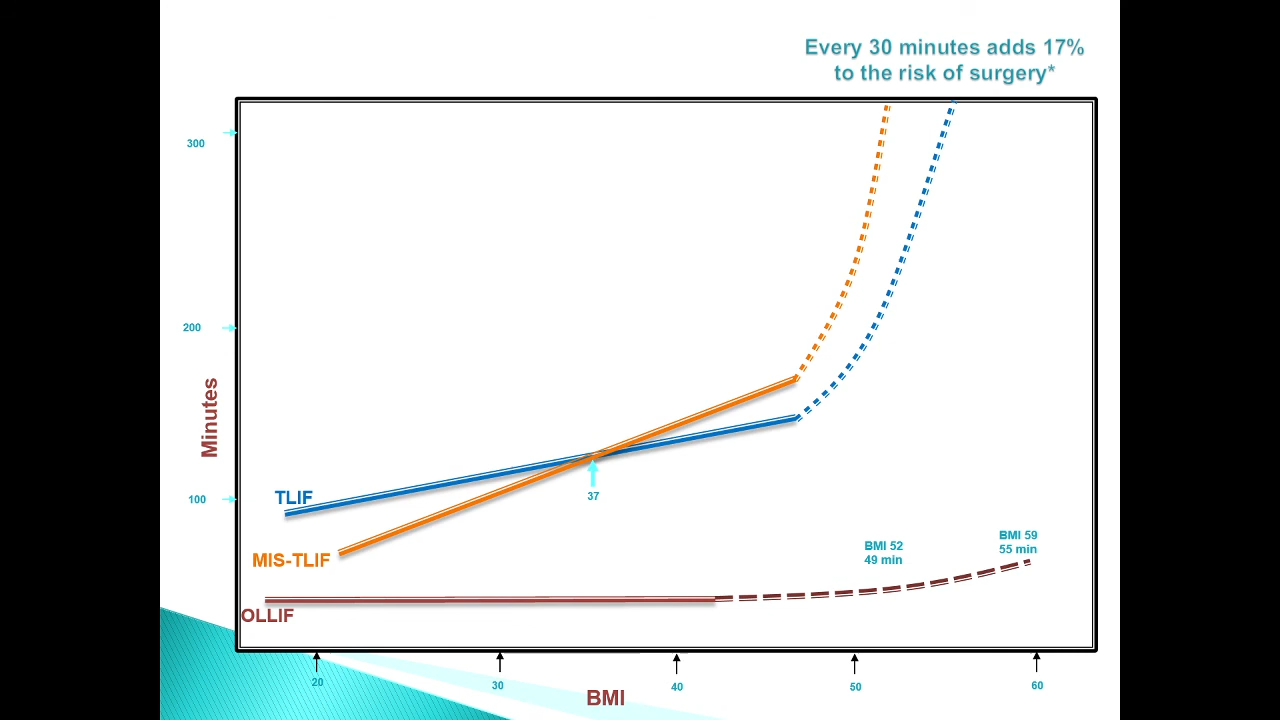 Every 30 minutes adds 17%
to the risk of surgery*
300
200
Minutes
100
TLIF
37
MIS-TLIF
BMI 52
49 min
BMI 59
55 min
OLLIF
20
30
40
50
60
BMI